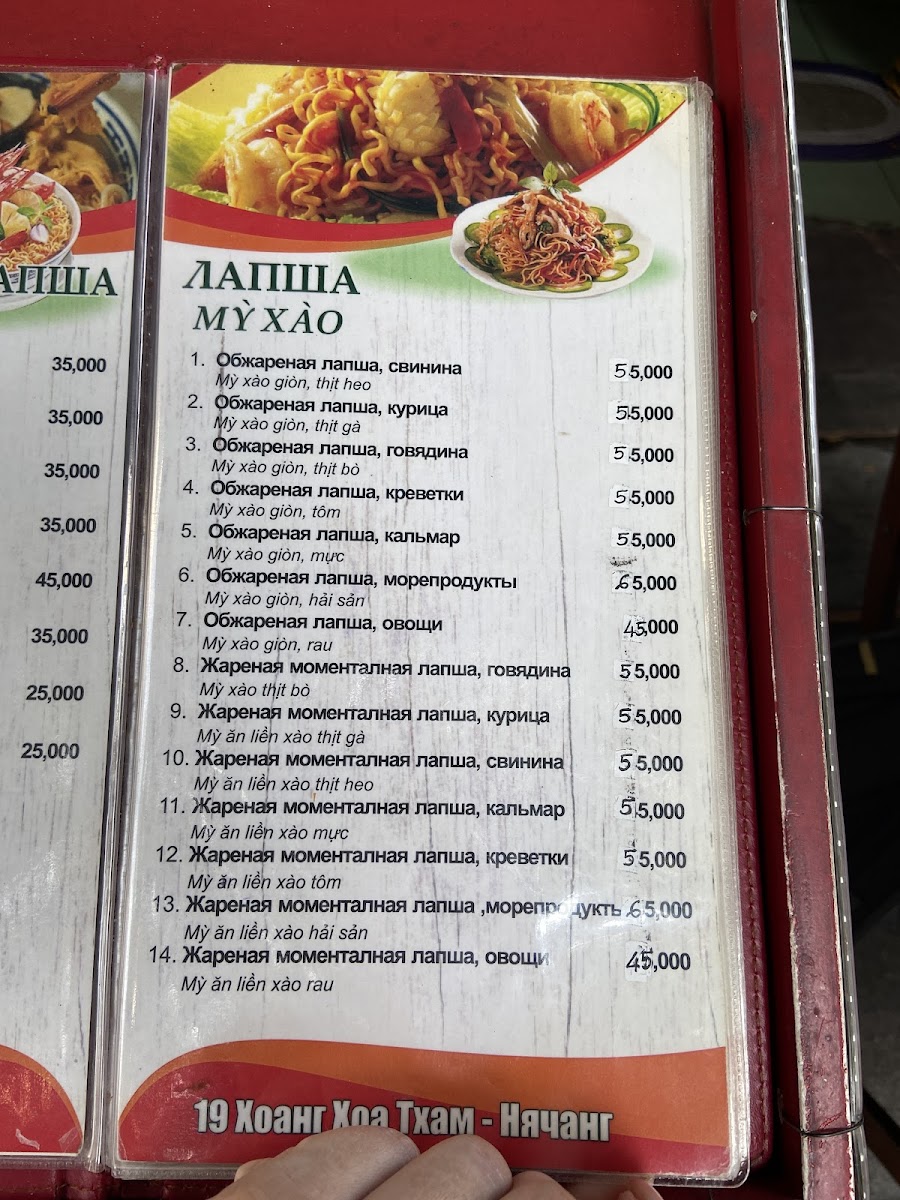 АПША
35,000
35,000
35,000
35,000
45,000
35,000
25,000
25,000
ЛАПША
MỲ XÀO
1. Обжареная лапша, свинина 55,000
Mỳ xào giòn, thịt heo
2. Обжареная лапша, курица 55,000
Mỳ xào giòn, thịt gà
3. Обжареная лапша, говядина 55,000
Mỳ xào giòn, thịt bò
4. Обжареная лапша, креветки 55,000
Mỳ xào giòn, tôm
5. Обжареная лапша, кальмар 55,000
Mỳ xào giòn, mực
6. Обжареная лапша, морепродукты 65,000
Mỳ xào giòn, hải sản
7. Обжареная лапша, овощи 45,000
Mỳ xào giòn, rau
8. Жареная моменталная лапша, говядина 55,000
Mỳ xào thịt bò
9. Жареная моменталная лапша, курица 55,000
Mỳ ăn liền xào thịt gà
10. Жареная моменталная лапша, свинина 55,000
Mỳ ăn liền xào thịt heo
11. Жареная моменталная лапша, кальмар 55,000
Mỳ ăn liền xào mực
12. Жареная моменталная лапша, креветки 55,000
Mỳ ăn liền xào tôm
13. Жареная моменталная лапша ,морепродукть 65,000
Mỳ ăn liền xào hải sản
14. Жареная моменталная лапша, овощи 45,000
Mỳ ăn liền xào rau
19 Хоанг Хоа Тхам - Нячанг